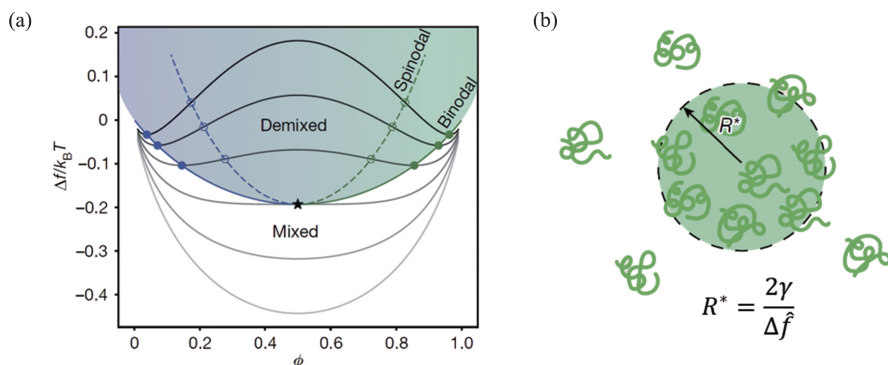 (a)
(b)
0.2
0.1
0
−0.1
−0.2
−0.3
−0.4
Δf/k_BT
Spinodal
Binodal
Demixed
Mixed
0
0.2
0.4
0.6
0.8
1.0
ϕ
R*
R* = 2γ / Δf̂